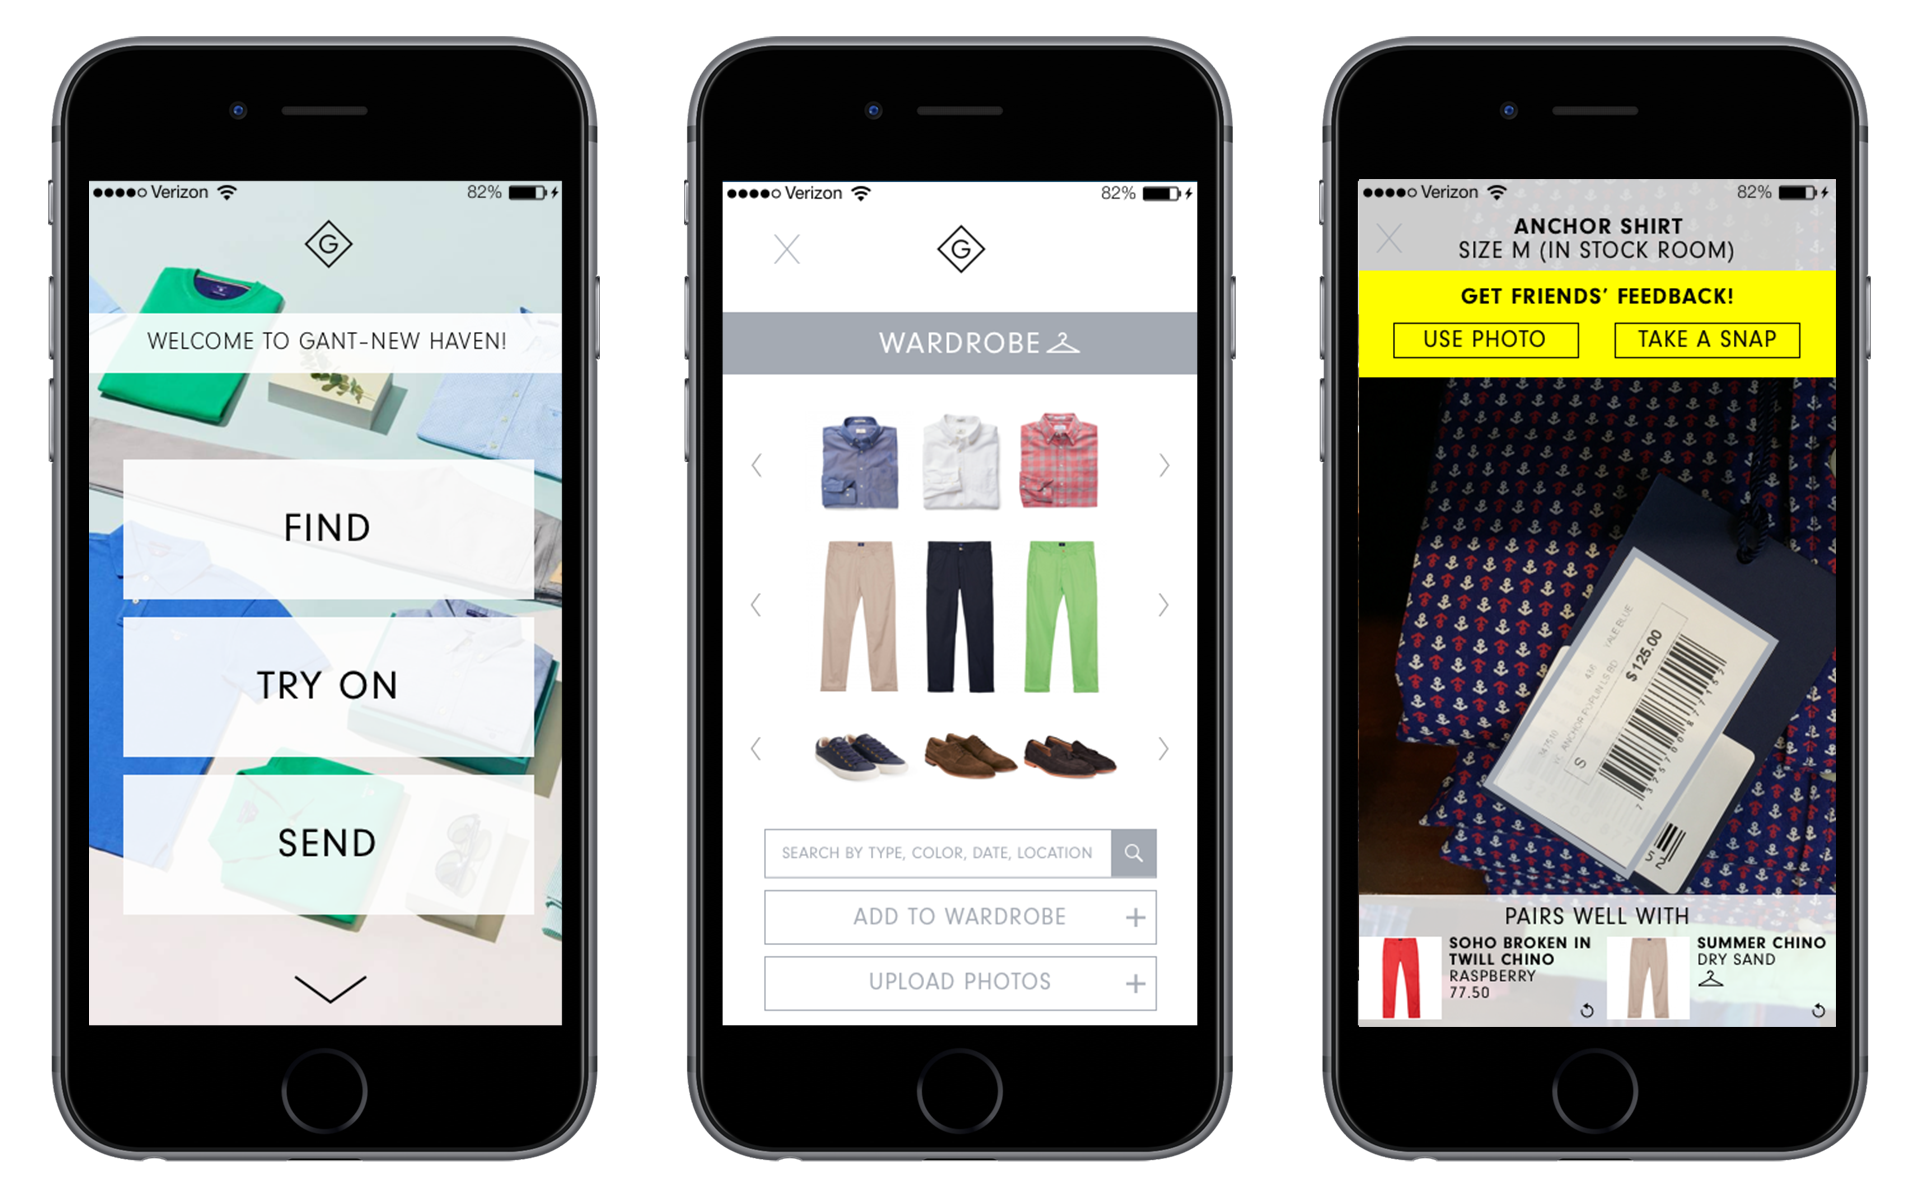 Verizon 82%
G
WELCOME TO GANT-NEW HAVEN!
FIND
TRY ON
SEND
Verizon 82%
G
WARDROBE
SEARCH BY TYPE, COLOR, DATE, LOCATION
ADD TO WARDROBE +
UPLOAD PHOTOS +
Verizon 82%
X ANCHOR SHIRT
SIZE M (IN STOCK ROOM)
GET FRIENDS' FEEDBACK!
USE PHOTO
TAKE A SNAP
YALE BLUE
$125.00
S
PAIRS WELL WITH
SOHO BROKEN IN
TWILL CHINO
RASPBERRY
77.50
SUMMER CHINO
DRY SAND